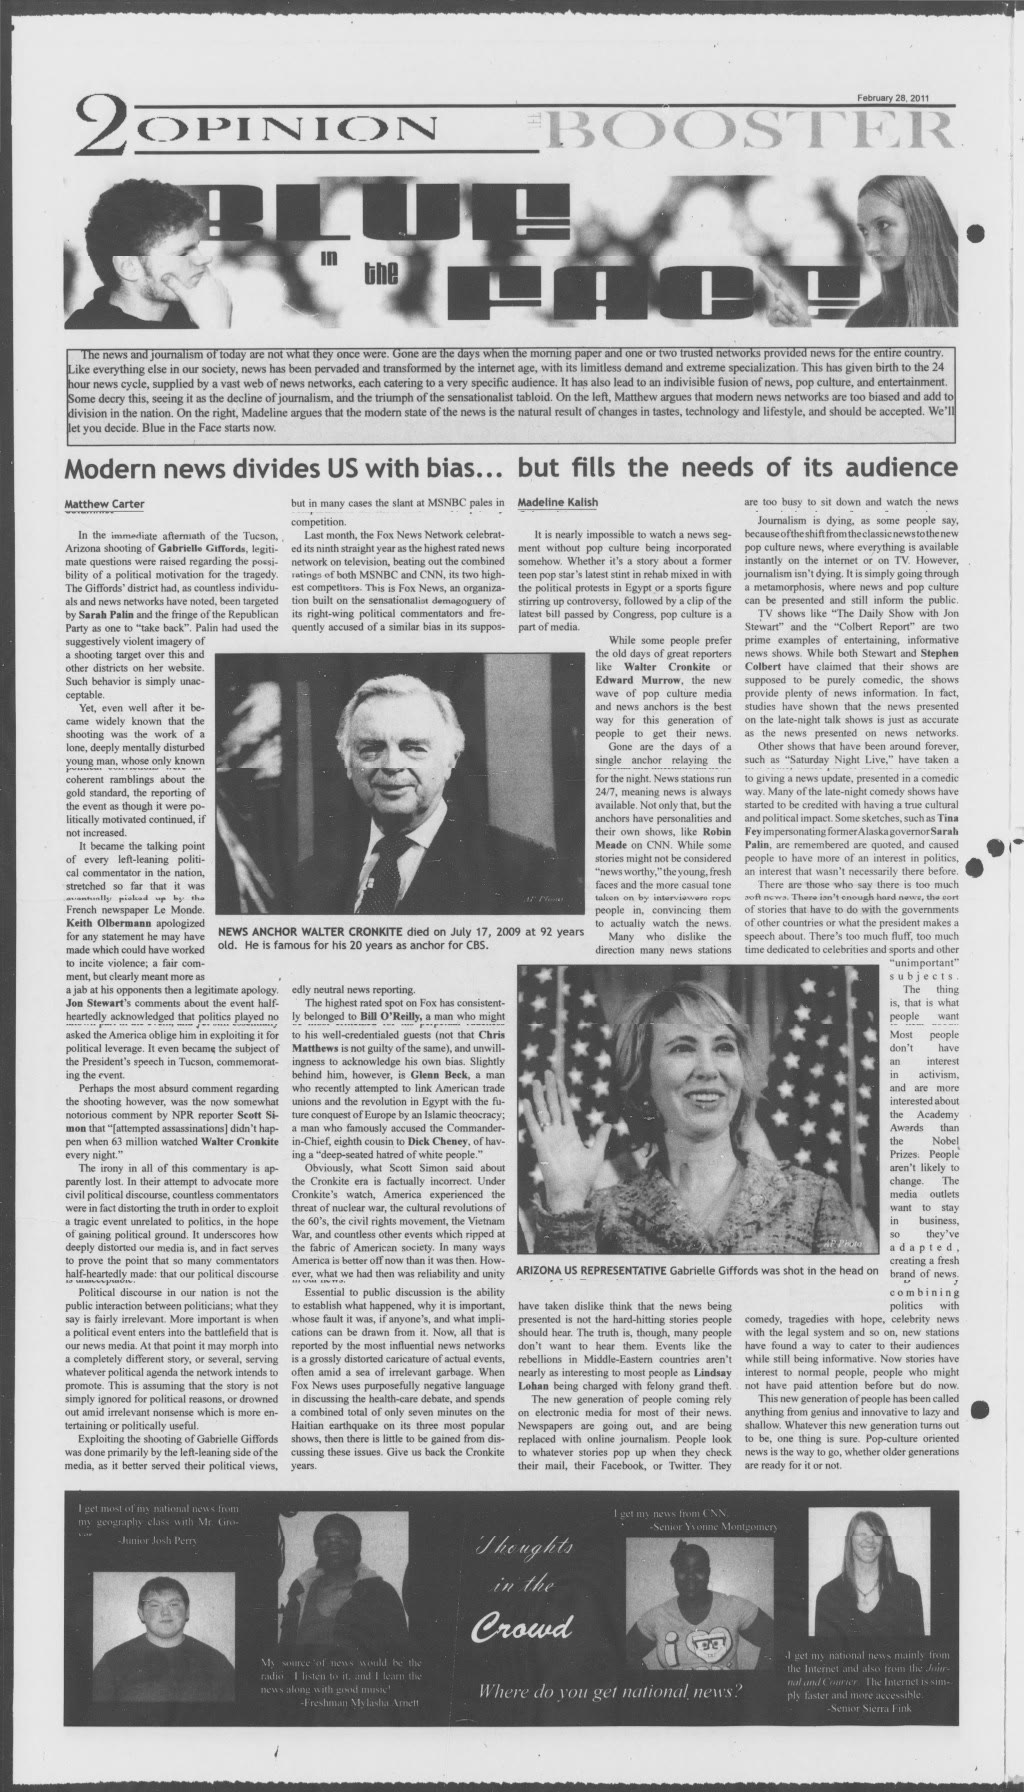 February 28, 2011
2 OPINION
THE BOOSTER
BLUE
in
the
FACE
The news and journalism of today are not what they once were. Gone are the days when the morning paper and one or two trusted networks provided news for the entire country.
Like everything else in our society, news has been pervaded and transformed by the internet age, with its limitless demand and extreme specialization. This has given birth to the 24
hour news cycle, supplied by a vast web of news networks, each catering to a very specific audience. It has also lead to an indivisible fusion of news, pop culture, and entertainment.
Some decry this, seeing it as the decline of journalism, and the triumph of the sensationalist tabloid. On the left, Matthew argues that modern news networks are too biased and add to
division in the nation. On the right, Madeline argues that the modern state of the news is the natural result of changes in tastes, technology and lifestyle, and should be accepted. We'll
let you decide. Blue in the Face starts now.
Modern news divides US with bias... but fills the needs of its audience
Matthew Carter
In the immediate aftermath of the Tucson,
Arizona shooting of Gabrielle Giffords, legiti-
mate questions were raised regarding the possi-
bility of a political motivation for the tragedy.
The Giffords' district had, as countless individu-
als and news networks have noted, been targeted
by Sarah Palin and the fringe of the Republican
Party as one to "take back". Palin had used the
suggestively violent imagery of
a shooting target over this and
other districts on her website.
Such behavior is simply unac-
ceptable.
Yet, even well after it be-
came widely known that the
shooting was the work of a
lone, deeply mentally disturbed
young man, whose only known
coherent ramblings about the
gold standard, the reporting of
the event as though it were po-
litically motivated continued, if
not increased.
It became the talking point
of every left-leaning politi-
cal commentator in the nation,
stretched so far that it was
eventually picked up by the
French newspaper Le Monde.
Keith Olbermann apologized
for any statement he may have
made which could have worked
to incite violence; a fair com-
ment, but clearly meant more as
a jab at his opponents then a legitimate apology.
Jon Stewart's comments about the event half-
heartedly acknowledged that politics played no
asked the America oblige him in exploiting it for
political leverage. It even became the subject of
the President's speech in Tucson, commemorat-
ing the event.
Perhaps the most absurd comment regarding
the shooting however, was the now somewhat
notorious comment by NPR reporter Scott Si-
mon that "[attempted assassinations] didn't hap-
pen when 63 million watched Walter Cronkite
every night."
The irony in all of this commentary is ap-
parently lost. In their attempt to advocate more
civil political discourse, countless commentators
were in fact distorting the truth in order to exploit
a tragic event unrelated to politics, in the hope
of gaining political ground. It underscores how
deeply distorted our media is, and in fact serves
to prove the point that so many commentators
half-heartedly made: that our political discourse
is unacceptable.
Political discourse in our nation is not the
public interaction between politicians; what they
say is fairly irrelevant. More important is when
a political event enters into the battlefield that is
our news media. At that point it may morph into
a completely different story, or several, serving
whatever political agenda the network intends to
promote. This is assuming that the story is not
simply ignored for political reasons, or drowned
out amid irrelevant nonsense which is more en-
tertaining or politically useful.
Exploiting the shooting of Gabrielle Giffords
was done primarily by the left-leaning side of the
media, as it better served their political views,
but in many cases the slant at MSNBC pales in
competition.
Last month, the Fox News Network celebrat-
ed its ninth straight year as the highest rated news
network on television, beating out the combined
ratings of both MSNBC and CNN, its two high-
est competitors. This is Fox News, an organiza-
tion built on the sensationalist demagoguery of
its right-wing political commentators and fre-
quently accused of a similar bias in its suppos-
AP Photo
NEWS ANCHOR WALTER CRONKITE died on July 17, 2009 at 92 years
old. He is famous for his 20 years as anchor for CBS.
edly neutral news reporting.
The highest rated spot on Fox has consistent-
ly belonged to Bill O'Reilly, a man who might
to his well-credentialed guests (not that Chris
Matthews is not guilty of the same), and unwill-
ingness to acknowledge his own bias. Slightly
behind him, however, is Glenn Beck, a man
who recently attempted to link American trade
unions and the revolution in Egypt with the fu-
ture conquest of Europe by an Islamic theocracy;
a man who famously accused the Commander-
in-Chief, eighth cousin to Dick Cheney, of hav-
ing a "deep-seated hatred of white people."
Obviously, what Scott Simon said about
the Cronkite era is factually incorrect. Under
Cronkite's watch, America experienced the
threat of nuclear war, the cultural revolutions of
the 60's, the civil rights movement, the Vietnam
War, and countless other events which ripped at
the fabric of American society. In many ways
America is better off now than it was then. How-
ever, what we had then was reliability and unity
in our news.
Essential to public discussion is the ability
to establish what happened, why it is important,
whose fault it was, if anyone's, and what impli-
cations can be drawn from it. Now, all that is
reported by the most influential news networks
is a grossly distorted caricature of actual events,
often amid a sea of irrelevant garbage. When
Fox News uses purposefully negative language
in discussing the health-care debate, and spends
a combined total of only seven minutes on the
Haitian earthquake on its three most popular
shows, then there is little to be gained from dis-
cussing these issues. Give us back the Cronkite
years.
Madeline Kalish
It is nearly impossible to watch a news seg-
ment without pop culture being incorporated
somehow. Whether it's a story about a former
teen pop star's latest stint in rehab mixed in with
the political protests in Egypt or a sports figure
stirring up controversy, followed by a clip of the
latest bill passed by Congress, pop culture is a
part of media.
While some people prefer
the old days of great reporters
like Walter Cronkite or
Edward Murrow, the new
wave of pop culture media
and news anchors is the best
way for this generation of
people to get their news.
Gone are the days of a
single anchor relaying the
for the night. News stations run
24/7, meaning news is always
available. Not only that, but the
anchors have personalities and
their own shows, like Robin
Meade on CNN. While some
stories might not be considered
"news worthy," the young, fresh
faces and the more casual tone
taken on by interviewers rope
people in, convincing them
to actually watch the news.
Many who dislike the
direction many news stations
AP Photo
ARIZONA US REPRESENTATIVE Gabrielle Giffords was shot in the head on
have taken dislike think that the news being
presented is not the hard-hitting stories people
should hear. The truth is, though, many people
don't want to hear them. Events like the
rebellions in Middle-Eastern countries aren't
nearly as interesting to most people as Lindsay
Lohan being charged with felony grand theft.
The new generation of people coming rely
on electronic media for most of their news.
Newspapers are going out, and are being
replaced with online journalism. People look
to whatever stories pop up when they check
their mail, their Facebook, or Twitter. They
are too busy to sit down and watch the news
Journalism is dying, as some people say,
because of the shift from the classic news to the new
pop culture news, where everything is available
instantly on the internet or on TV. However,
journalism isn't dying. It is simply going through
a metamorphosis, where news and pop culture
can be presented and still inform the public.
TV shows like "The Daily Show with Jon
Stewart" and the "Colbert Report" are two
prime examples of entertaining, informative
news shows. While both Stewart and Stephen
Colbert have claimed that their shows are
supposed to be purely comedic, the shows
provide plenty of news information. In fact,
studies have shown that the news presented
on the late-night talk shows is just as accurate
as the news presented on news networks.
Other shows that have been around forever,
such as "Saturday Night Live," have taken a
to giving a news update, presented in a comedic
way. Many of the late-night comedy shows have
started to be credited with having a true cultural
and political impact. Some sketches, such as Tina
Fey impersonating former Alaska governor Sarah
Palin, are remembered are quoted, and caused
people to have more of an interest in politics,
an interest that wasn't necessarily there before.
There are those who say there is too much
soft news. There isn't enough hard news, the sort
of stories that have to do with the governments
of other countries or what the president makes a
speech about. There's too much fluff, too much
time dedicated to celebrities and sports and other
"unimportant"
subjects.
The thing
is, that is what
people want
Most people
don't have
an interest
in activism,
and are more
interested about
the Academy
Awards than
the Nobel
Prizes. People
aren't likely to
change. The
media outlets
want to stay
in business,
so they've
adapted,
creating a fresh
brand of news.
combining
politics with
comedy, tragedies with hope, celebrity news
with the legal system and so on, new stations
have found a way to cater to their audiences
while still being informative. Now stories have
interest to normal people, people who might
not have paid attention before but do now.
This new generation of people has been called
anything from genius and innovative to lazy and
shallow. Whatever this new generation turns out
to be, one thing is sure. Pop-culture oriented
news is the way to go, whether older generations
are ready for it or not.
I get most of my national news from
my geography class with Mr. Gro-
-Junior Josh Perry
My source of news would be the
radio. I listen to it, and I learn the
news along with good music!
-Freshman Mylasha Arnett
Thoughts
in the
Crowd
Where do you get national news?
I get my news from CNN.
-Senior Yvonne Montgomery
i
I get my national news mainly from
the Internet and also from the Jour-
nal and Courier. The Internet is sim-
ply faster and more accessible.
-Senior Sierra Fink